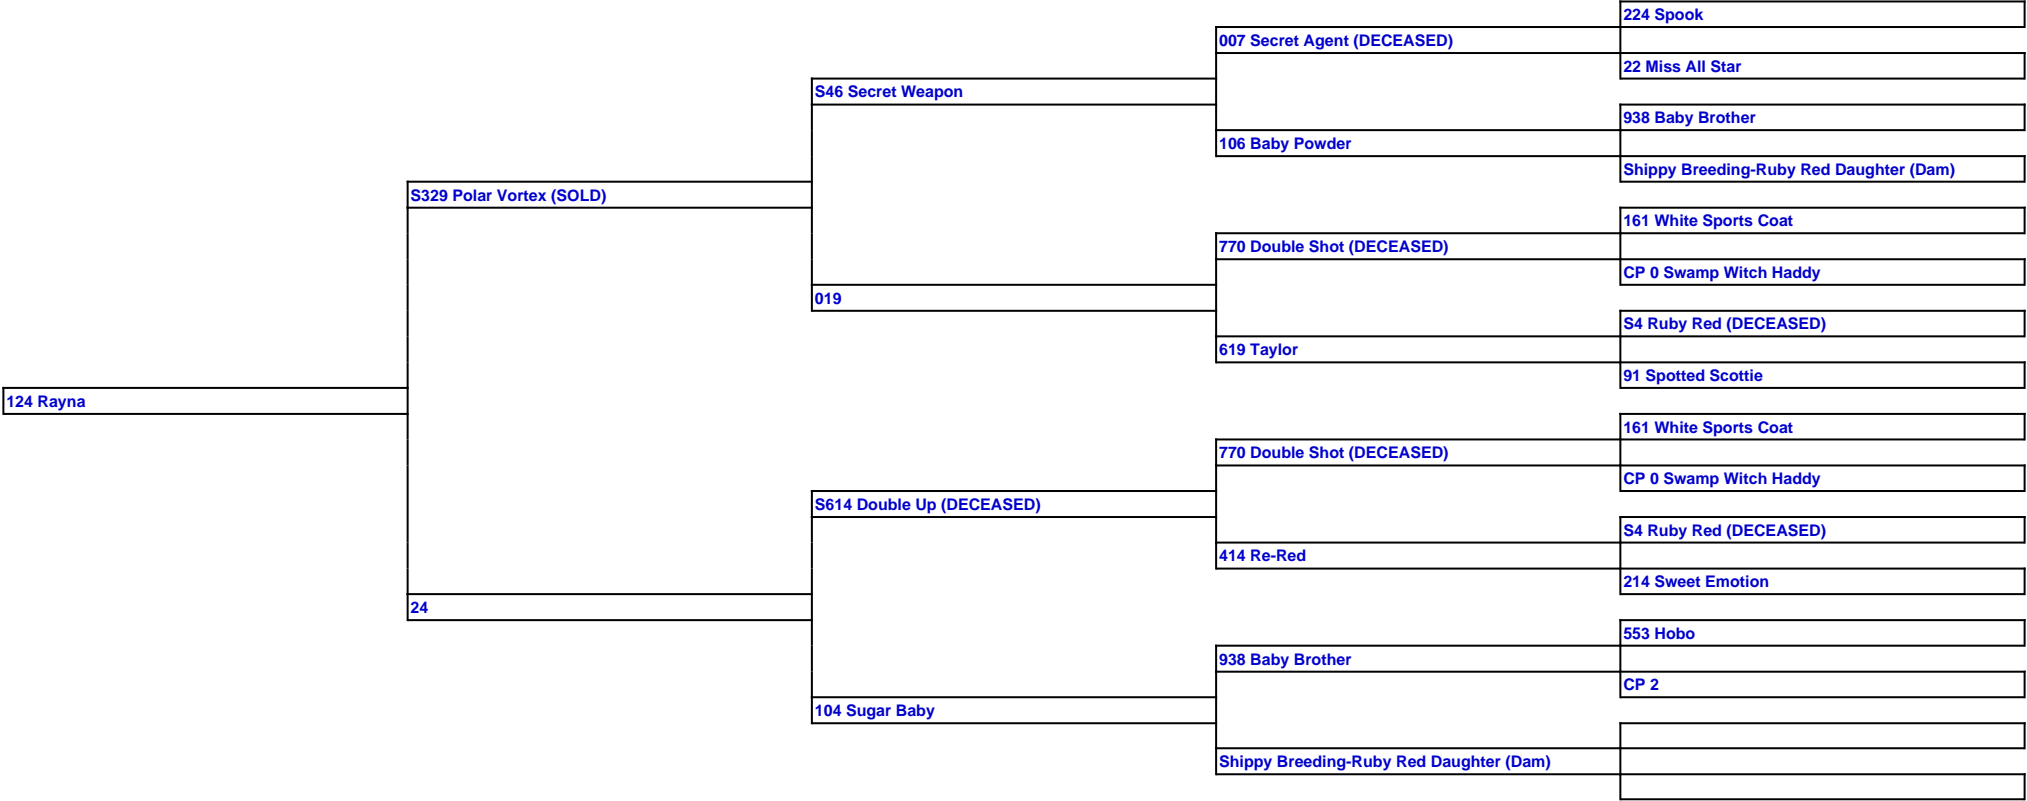 224 Spook
007 Secret Agent (DECEASED)
22 Miss All Star
S46 Secret Weapon
938 Baby Brother
106 Baby Powder
Shippy Breeding-Ruby Red Daughter (Dam)
S329 Polar Vortex (SOLD)
161 White Sports Coat
770 Double Shot (DECEASED)
CP 0 Swamp Witch Haddy
019
S4 Ruby Red (DECEASED)
619 Taylor
91 Spotted Scottie
124 Rayna
161 White Sports Coat
770 Double Shot (DECEASED)
CP 0 Swamp Witch Haddy
S614 Double Up (DECEASED)
S4 Ruby Red (DECEASED)
414 Re-Red
214 Sweet Emotion
24
553 Hobo
938 Baby Brother
CP 2
104 Sugar Baby
Shippy Breeding-Ruby Red Daughter (Dam)